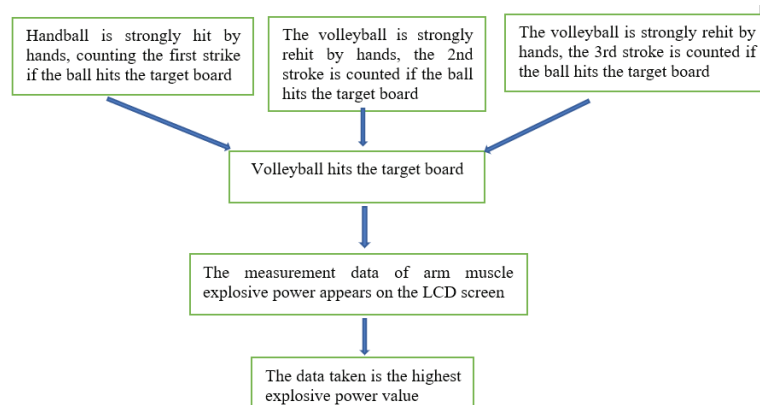 Handball is strongly hit by
hands, counting the first strike
if the ball hits the target board
The volleyball is strongly
rehit by hands, the 2nd
stroke is counted if the ball
hits the target board
The volleyball is strongly rehit by
hands, the 3rd stroke is counted if
the ball hits the target board
Volleyball hits the target board
The measurement data of arm muscle
explosive power appears on the LCD screen
The data taken is the highest
explosive power value